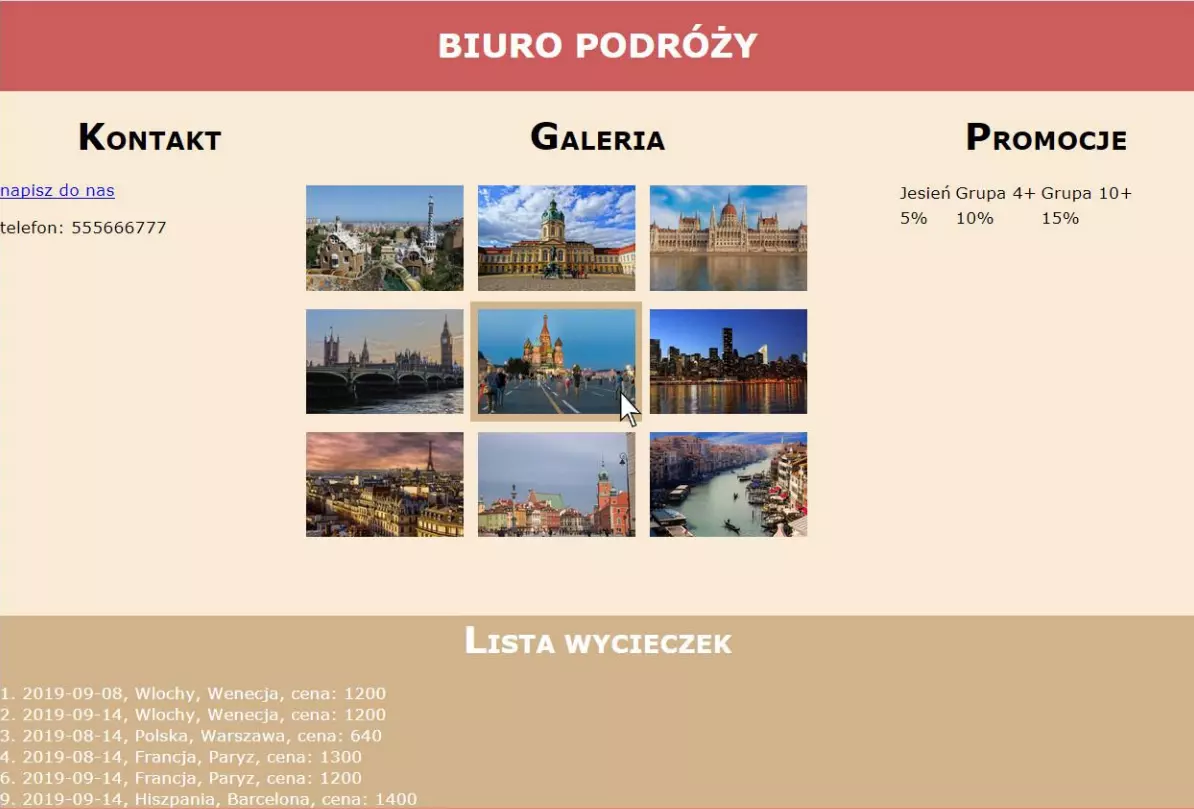 BIURO PODRÓŻY
Kontakt
napisz do nas
telefon: 555666777
Galeria
Promocje
Jesień Grupa 4+ Grupa 10+
5% 10% 15%
Lista wycieczek
1. 2019-09-08, Wlochy, Wenecja, cena: 1200
2. 2019-09-14, Wlochy, Wenecja, cena: 1200
3. 2019-08-14, Polska, Warszawa, cena: 640
4. 2019-08-14, Francja, Paryz, cena: 1300
6. 2019-09-14, Francja, Paryz, cena: 1200
9. 2019-09-14, Hiszpania, Barcelona, cena: 1400